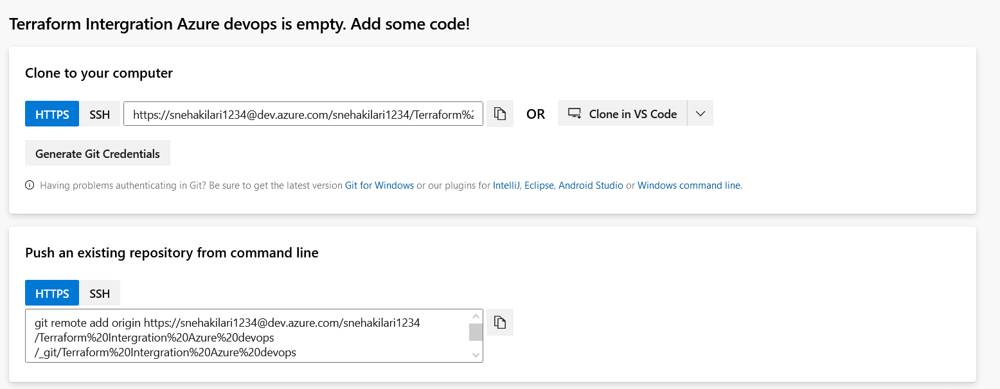 Terraform Intergration Azure devops is empty. Add some code!
Clone to your computer
HTTPS SSH https://snehakilari1234@dev.azure.com/snehakilari1234/Terraform%2 OR Clone in VS Code
Generate Git Credentials
Having problems authenticating in Git? Be sure to get the latest version Git for Windows or our plugins for IntelliJ, Eclipse, Android Studio or Windows command line.
Push an existing repository from command line
HTTPS SSH
git remote add origin https://snehakilari1234@dev.azure.com/snehakilari1234
/Terraform%20Intergration%20Azure%20devops
/_git/Terraform%20Intergration%20Azure%20devops